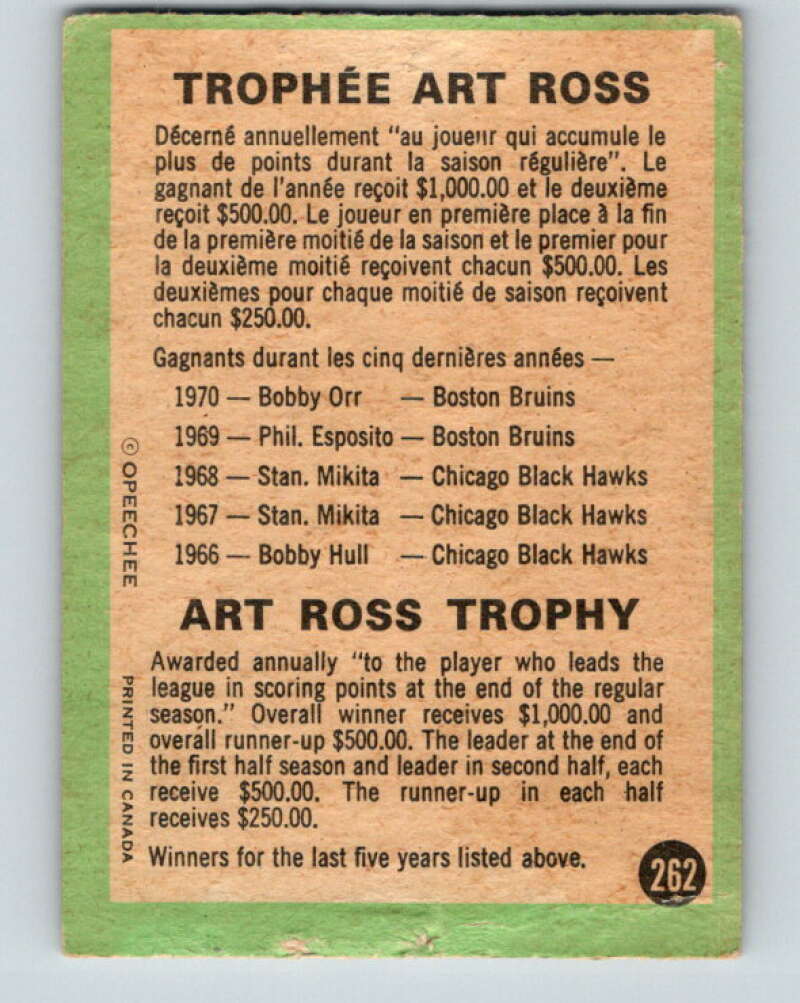 TROPHÉE ART ROSS
Décerné annuellement "au joueur qui accumule le
plus de points durant la saison régulière". Le
gagnant de l'année reçoit $1,000.00 et le deuxième
reçoit $500.00. Le joueur en première place à la fin
de la première moitié de la saison et le premier pour
la deuxième moitié reçoivent chacun $500.00. Les
deuxièmes pour chaque moitié de saison reçoivent
chacun $250.00.
Gagnants durant les cinq dernières années —
1970 — Bobby Orr — Boston Bruins
1969 — Phil. Esposito — Boston Bruins
1968 — Stan. Mikita — Chicago Black Hawks
1967 — Stan. Mikita — Chicago Black Hawks
1966 — Bobby Hull — Chicago Black Hawks
ART ROSS TROPHY
Awarded annually "to the player who leads the
league in scoring points at the end of the regular
season." Overall winner receives $1,000.00 and
overall runner-up $500.00. The leader at the end of
the first half season and leader in second half, each
receive $500.00. The runner-up in each half
receives $250.00.
Winners for the last five years listed above.
262
© OPEECHEE
PRINTED IN CANADA